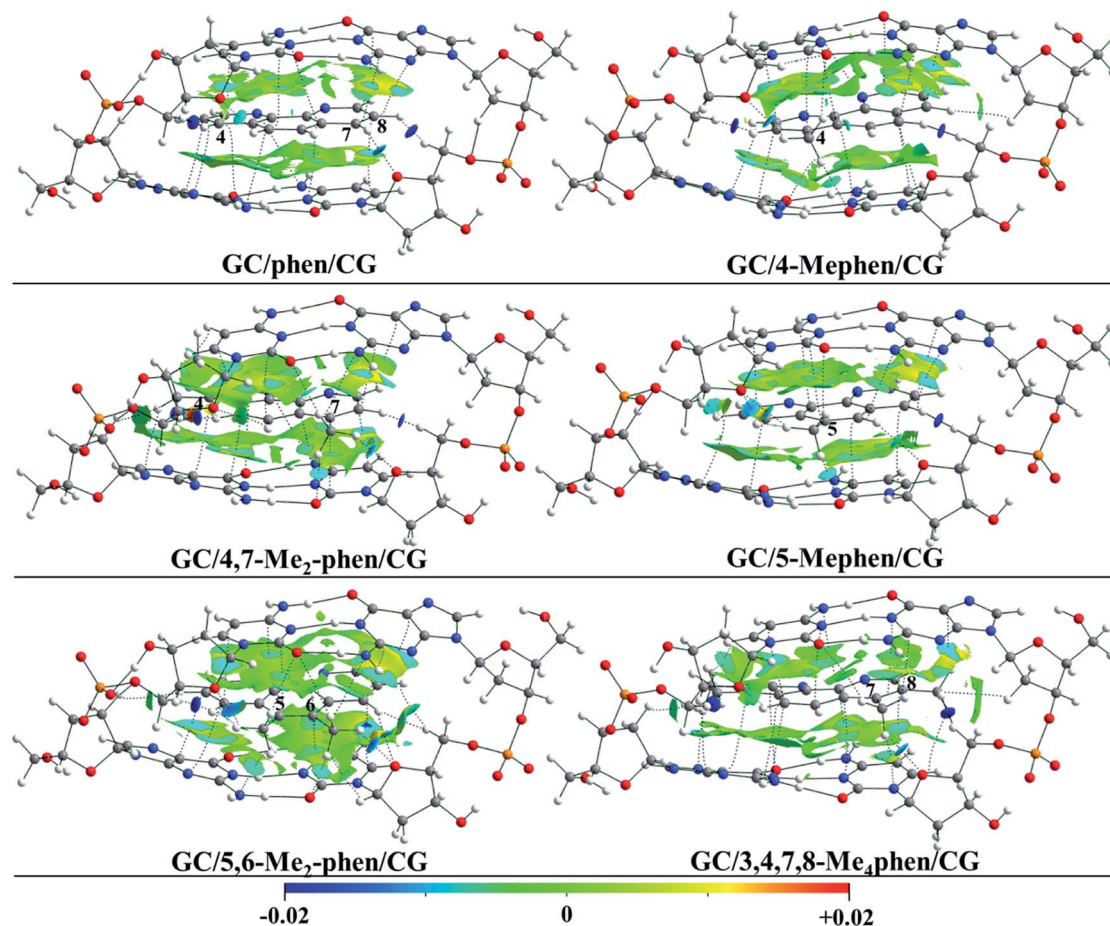 4 7 8
4
GC/phen/CG GC/4-Mephen/CG
4 7
5
GC/4,7-Me₂-phen/CG GC/5-Mephen/CG
5 6
7 8
GC/5,6-Me₂-phen/CG GC/3,4,7,8-Me₄phen/CG
-0.02 0 +0.02